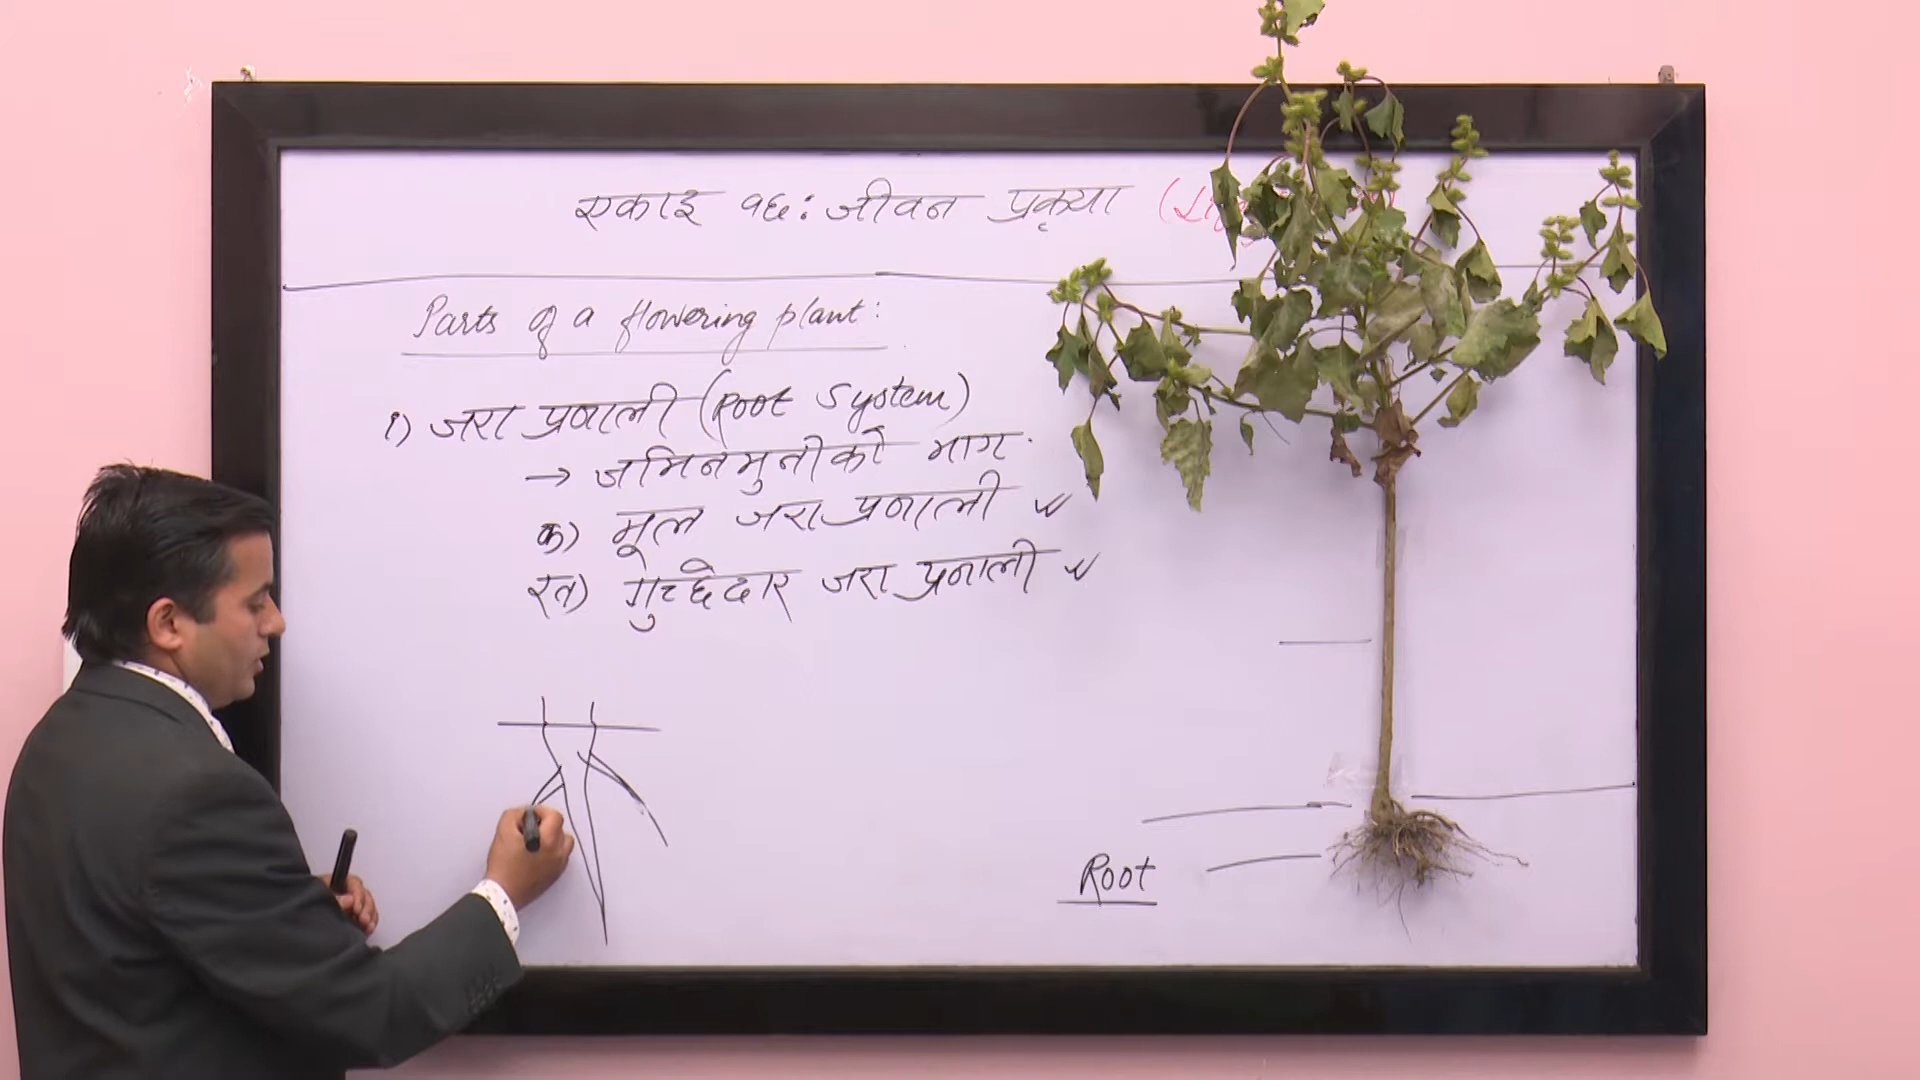 एकाइ १६: जीवन प्रकृया
Parts of a flowering plant:
1) जरा प्रणाली (Root System)
→ जमिनमुनीको भाग.
क) मूल जरा प्रणाली
ख) गुच्छेदार जरा प्रणाली
Root